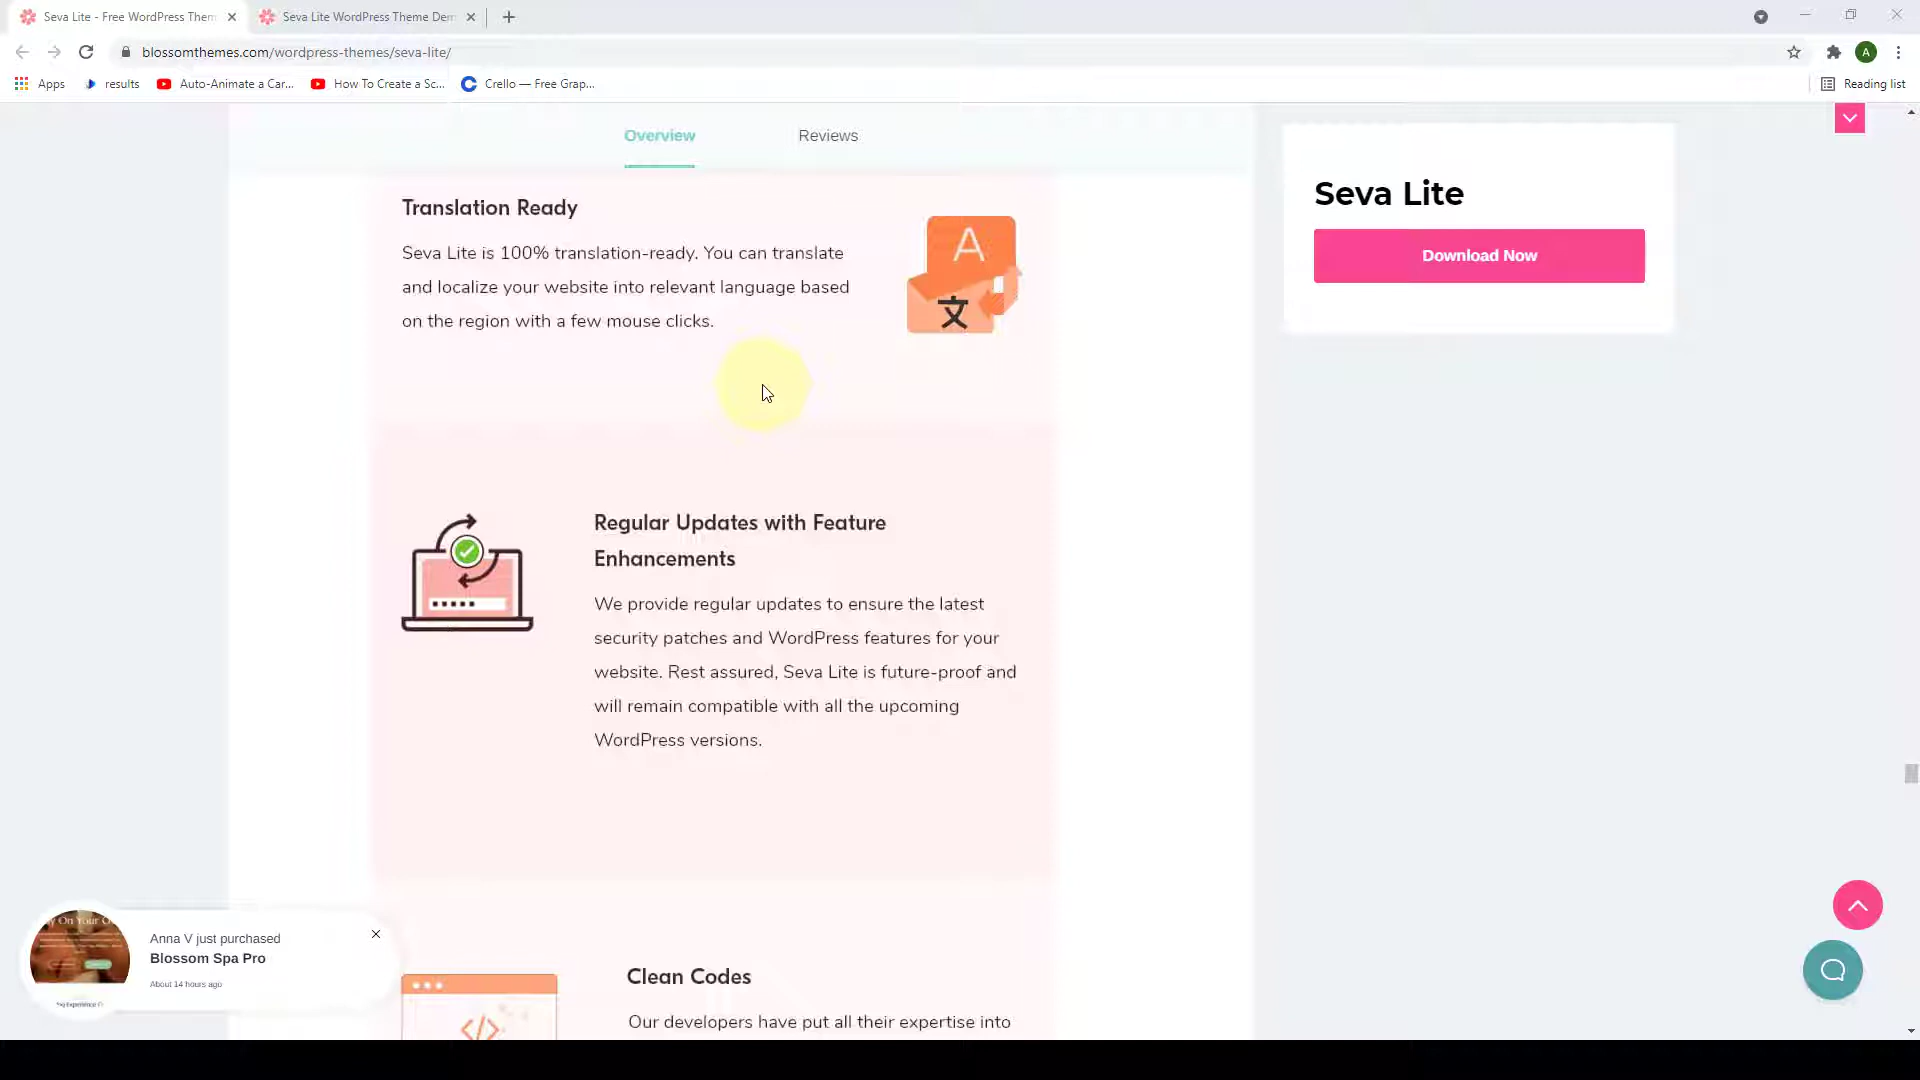 Seva Lite - Free WordPress Them
Seva Lite WordPress Theme Dem
blossomthemes.com/wordpress-themes/seva-lite/
A
Apps
results
Auto-Animate a Car...
How To Create a Sc...
Crello — Free Grap...
Reading list
Overview
Reviews
Seva Lite
Download Now
Translation Ready
Seva Lite is 100% translation-ready. You can translate
and localize your website into relevant language based
on the region with a few mouse clicks.
A
文
Regular Updates with Feature
Enhancements
We provide regular updates to ensure the latest
security patches and WordPress features for your
website. Rest assured, Seva Lite is future-proof and
will remain compatible with all the upcoming
WordPress versions.
Anna V just purchased
Blossom Spa Pro
About 14 hours ago
Clean Codes
Our developers have put all their expertise into